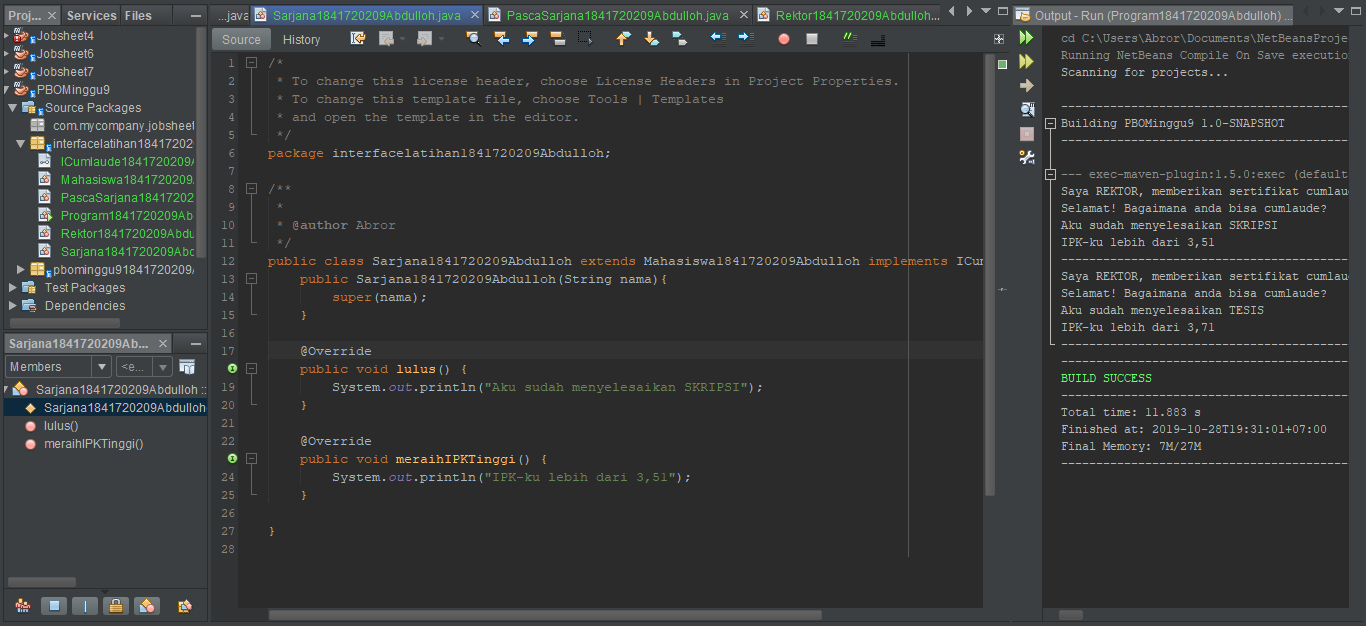 Proj... Services Files
Jobsheet4
Jobsheet6
Jobsheet7
PBOMinggu9
Source Packages
com.mycompany.jobsheet
interfacelatihan184172020
ICumlaude1841720209A
Mahasiswa1841720209
PascaSarjana18417202
Program1841720209Ab
Rektor1841720209Abdu
Sarjana1841720209Abd
pbominggu91841720209
Test Packages
Dependencies
Sarjana1841720209Ab...
Members <e...
Sarjana1841720209Abdulloh ::
Sarjana1841720209Abdulloh
lulus()
meraihIPKTinggi()
...java Sarjana1841720209Abdulloh.java PascaSarjana1841720209Abdulloh.java Rektor1841720209Abdulloh...
Source History
1 /*
2 * To change this license header, choose License Headers in Project Properties.
3 * To change this template file, choose Tools | Templates
4 * and open the template in the editor.
5 */
6 package interfacelatihan1841720209Abdulloh;
7
8 /**
9 *
10 * @author Abror
11 */
12 public class Sarjana1841720209Abdulloh extends Mahasiswa1841720209Abdulloh implements ICum
13 public Sarjana1841720209Abdulloh(String nama){
14 super(nama);
15 }
16
17 @Override
public void lulus() {
19 System.out.println("Aku sudah menyelesaikan SKRIPSI");
20 }
21
22 @Override
public void meraihIPKTinggi() {
24 System.out.println("IPK-ku lebih dari 3,51");
25 }
26
27 }
28
Output - Run (Program1841720209Abdulloh) ...
cd C:\Users\Abror\Documents\NetBeansProje
Running NetBeans Compile On Save executio
Scanning for projects...
------------------------------------
Building PBOMinggu9 1.0-SNAPSHOT
------------------------------------
--- exec-maven-plugin:1.5.0:exec (default
Saya REKTOR, memberikan sertifikat cumlau
Selamat! Bagaimana anda bisa cumlaude?
Aku sudah menyelesaikan SKRIPSI
IPK-ku lebih dari 3,51
------------------------------------
Saya REKTOR, memberikan sertifikat cumlau
Selamat! Bagaimana anda bisa cumlaude?
Aku sudah menyelesaikan TESIS
IPK-ku lebih dari 3,71
------------------------------------
------------------------------------
BUILD SUCCESS
------------------------------------
Total time: 11.883 s
Finished at: 2019-10-28T19:31:01+07:00
Final Memory: 7M/27M
------------------------------------